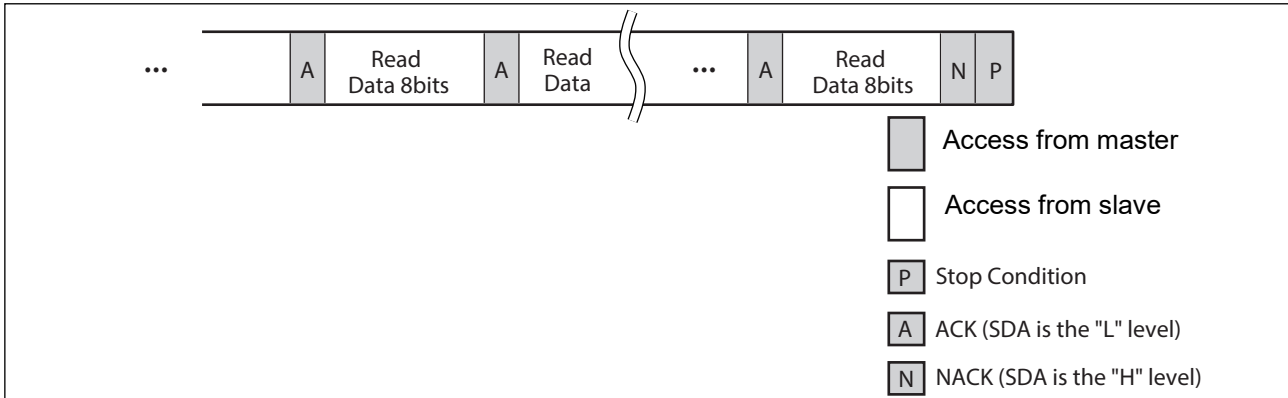 ... A Read Data 8bits A Read Data ... A Read Data 8bits N P
Access from master
Access from slave
P Stop Condition
A ACK (SDA is the "L" level)
N NACK (SDA is the "H" level)